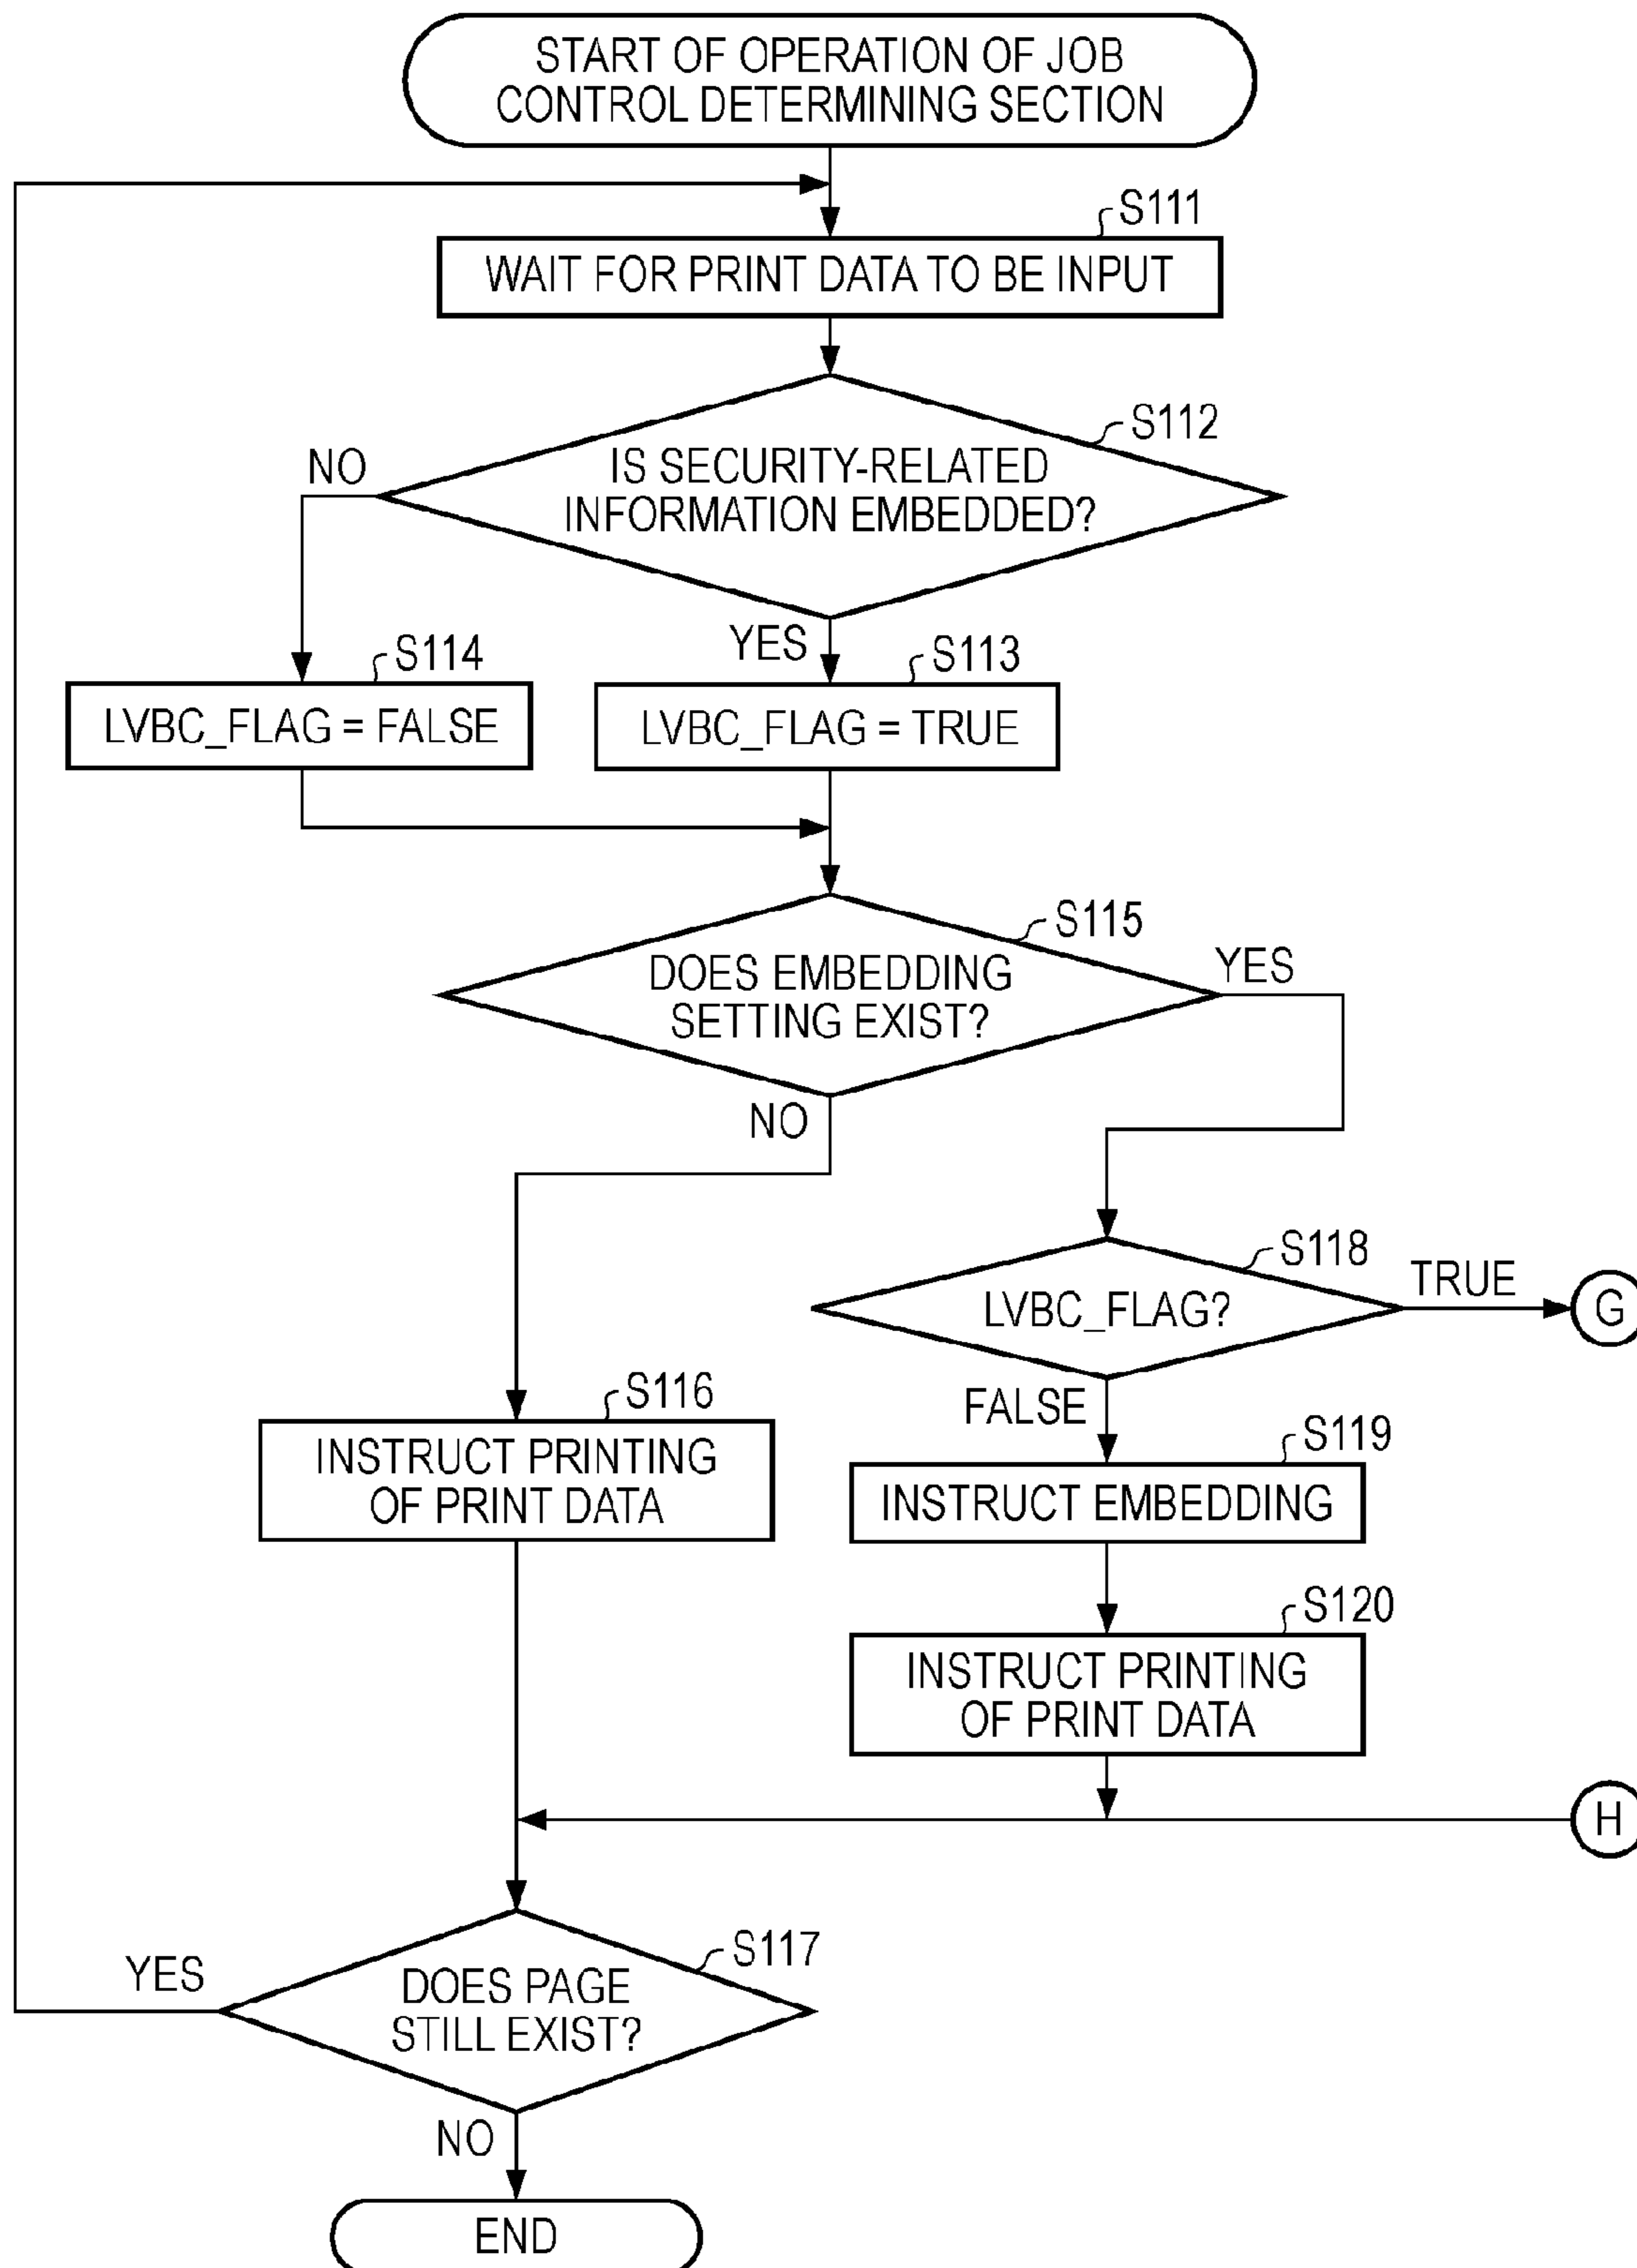 START OF OPERATION OF JOB
CONTROL DETERMINING SECTION
S111
WAIT FOR PRINT DATA TO BE INPUT
S112
NO
IS SECURITY-RELATED
INFORMATION EMBEDDED?
YES
S114
S113
LVBC_FLAG = FALSE
LVBC_FLAG = TRUE
S115
YES
DOES EMBEDDING
SETTING EXIST?
NO
S118
TRUE
LVBC_FLAG?
G
FALSE
S116
S119
INSTRUCT PRINTING
OF PRINT DATA
INSTRUCT EMBEDDING
S120
INSTRUCT PRINTING
OF PRINT DATA
H
S117
YES
DOES PAGE
STILL EXIST?
NO
END